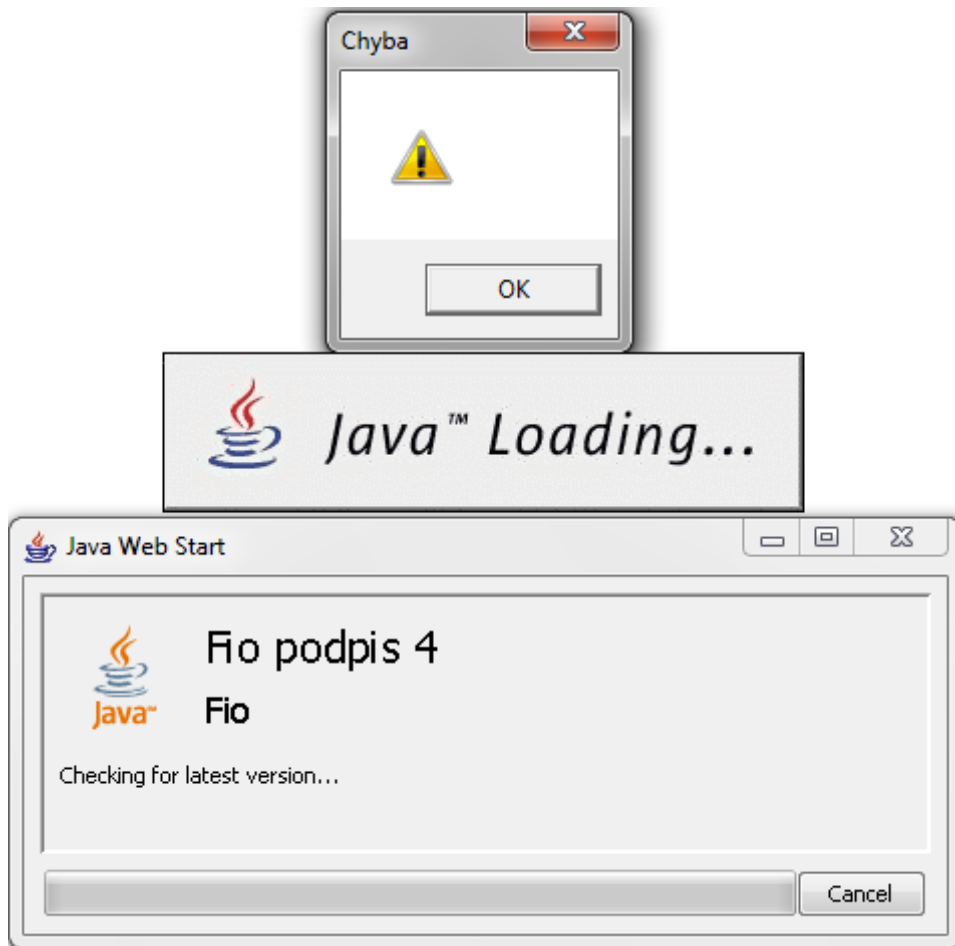 Chyba
OK
Java™ Loading...
Java Web Start
Fio podpis 4
Java™
Fio
Checking for latest version...
Cancel